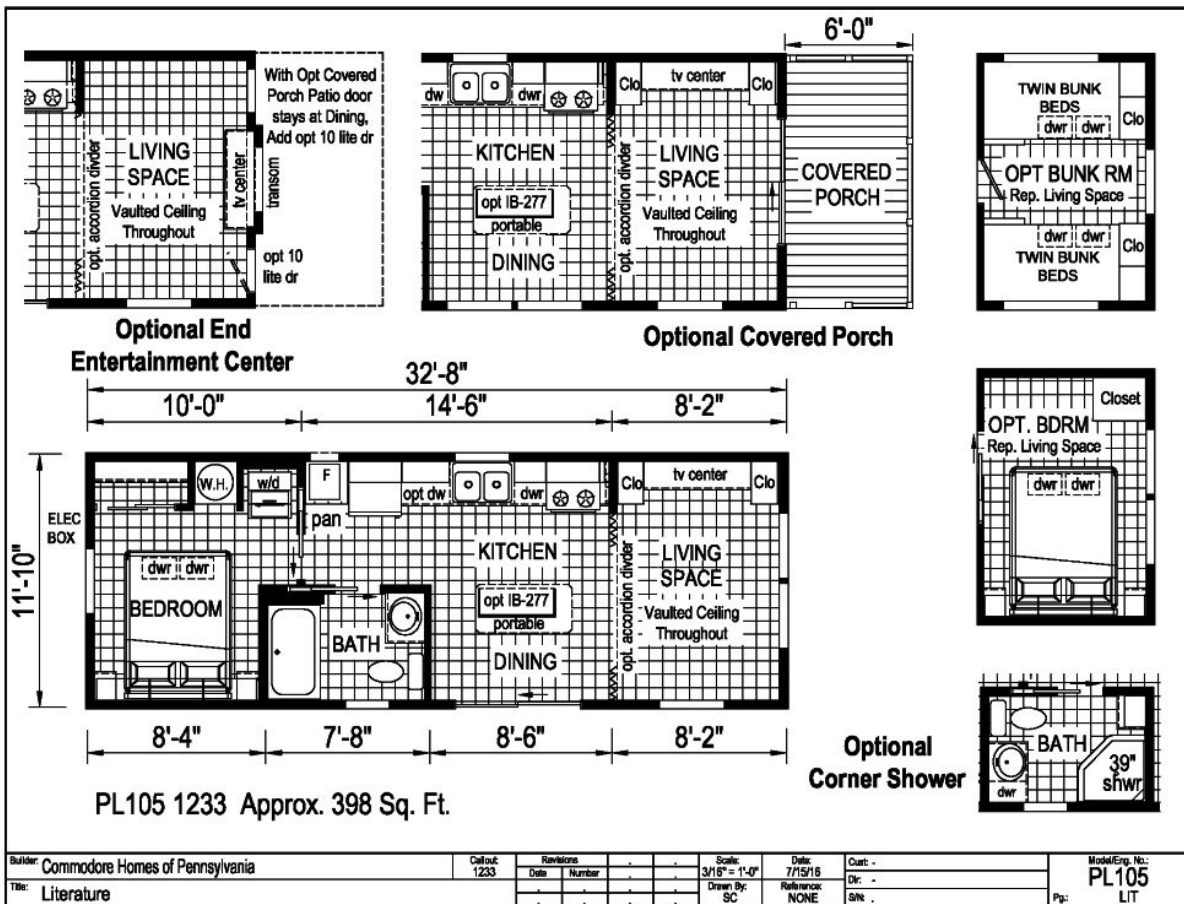 With Opt Covered
Porch Patio door
stays at Dining,
Add opt 10 lite dr
LIVING
SPACE
Vaulted Ceiling
Throughout
opt. accordion divder
tv center
transom
opt 10
lite dr
Optional End
Entertainment Center
6'-0"
dw
dwr
Clo
tv center
Clo
KITCHEN
opt IB-277
portable
DINING
opt. accordion divder
LIVING
SPACE
Vaulted Ceiling
Throughout
COVERED
PORCH
Optional Covered Porch
TWIN BUNK
BEDS
dwr dwr
Clo
OPT BUNK RM
Rep. Living Space
dwr dwr
Clo
TWIN BUNK
BEDS
32'-8"
10'-0"
14'-6"
8'-2"
11'-10"
ELEC
BOX
W.H.
w/d
F
pan
opt dw
dwr
Clo
tv center
Clo
dwr dwr
BEDROOM
BATH
KITCHEN
opt IB-277
portable
DINING
opt. accordion divder
LIVING
SPACE
Vaulted Ceiling
Throughout
8'-4"
7'-8"
8'-6"
8'-2"
Closet
OPT. BDRM
Rep. Living Space
dwr dwr
Optional
Corner Shower
BATH
39"
shwr
dwr
PL105 1233 Approx. 398 Sq. Ft.
Builder: Commodore Homes of Pennsylvania
Title: Literature
Callout:
1233
Revisions
Date Number
Scale:
3/16" = 1'-0"
Drawn By:
SC
Date:
7/15/16
Reference:
NONE
Cust: -
Dlr: -
S/N: .
Model/Eng. No.:
PL105
Pg.: LIT